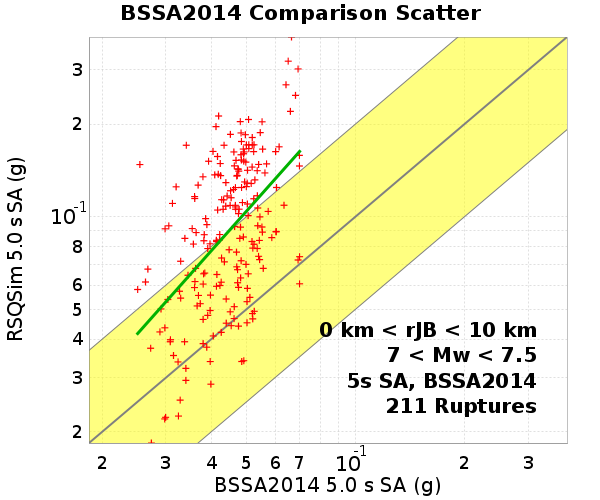 BSSA2014 Comparison Scatter
RSQSim 5.0 s SA (g)
3
2
10^-1
8
6
5
4
3
2
0 km < rJB < 10 km
7 < Mw < 7.5
5s SA, BSSA2014
211 Ruptures
2 3 4 5 6 7 10^-1 2 3
BSSA2014 5.0 s SA (g)